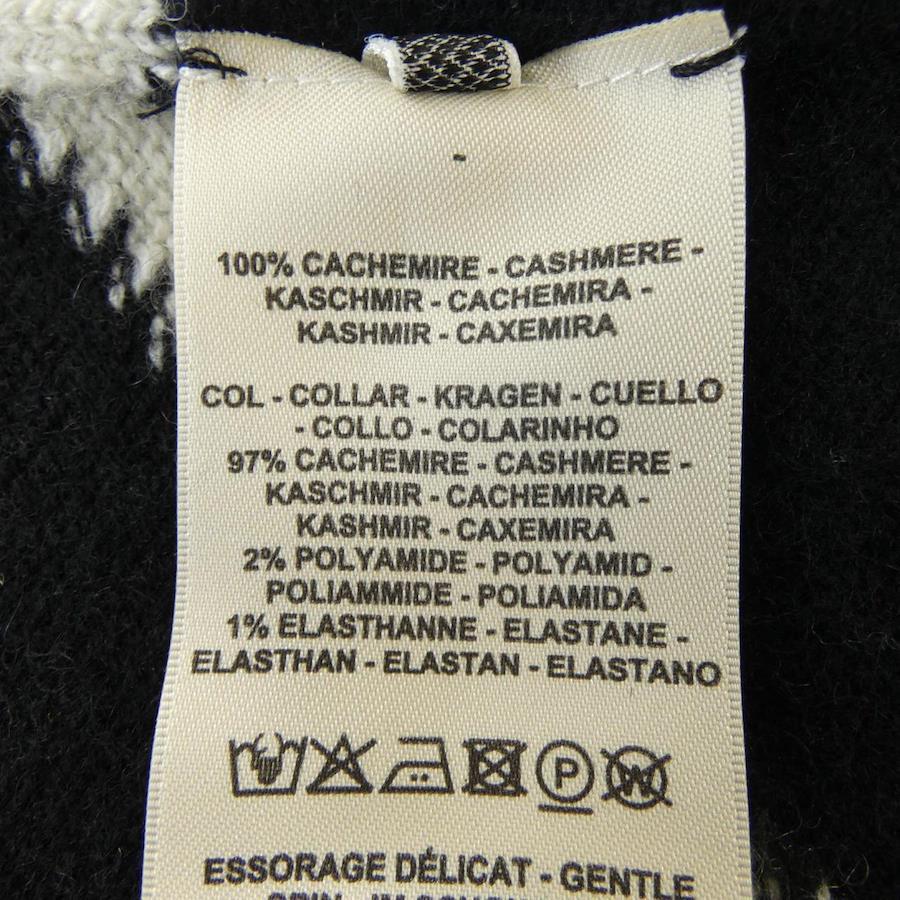 100% CACHEMIRE - CASHMERE -
KASCHMIR - CACHEMIRA -
KASHMIR - CAXEMIRA
COL - COLLAR - KRAGEN - CUELLO
- COLLO - COLARINHO
97% CACHEMIRE - CASHMERE -
KASCHMIR - CACHEMIRA -
KASHMIR - CAXEMIRA
2% POLYAMIDE - POLYAMID -
POLIAMMIDE - POLIAMIDA
1% ELASTHANNE - ELASTANE -
ELASTHAN - ELASTAN - ELASTANO
P W
ESSORAGE DÉLICAT - GENTLE